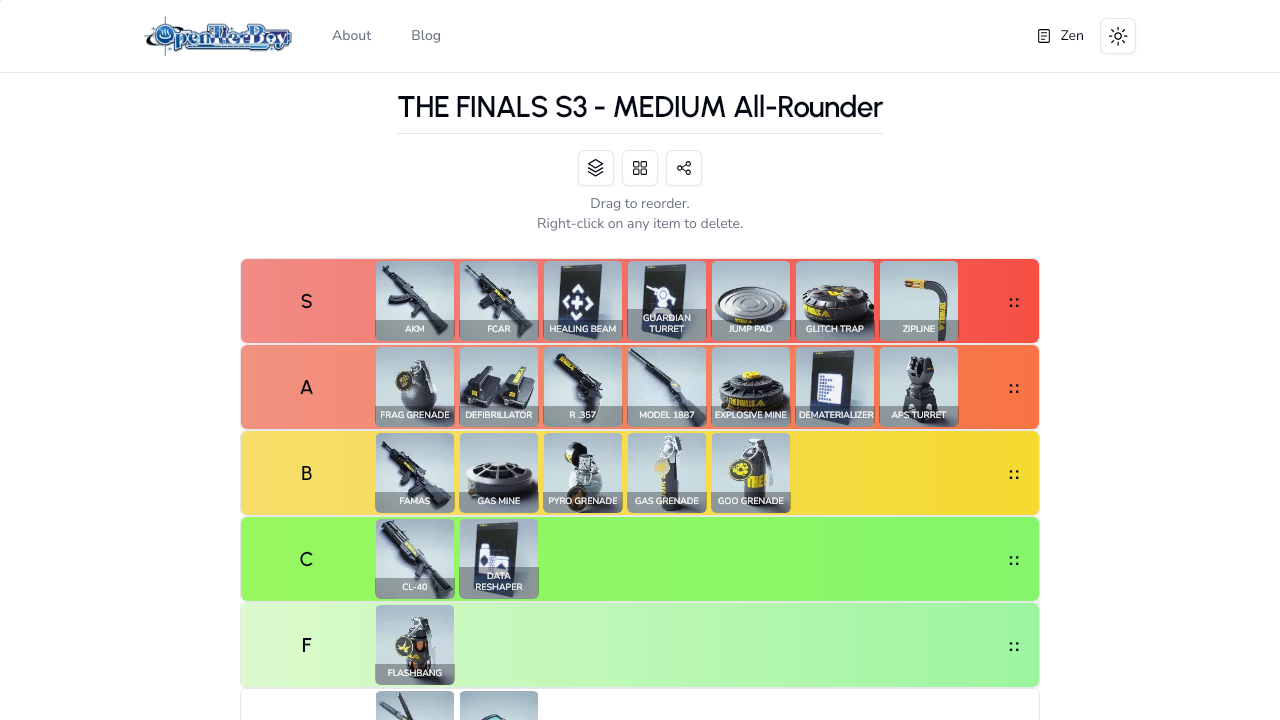 OpenTierBoy
About
Blog
Zen
THE FINALS S3 - MEDIUM All-Rounder
Drag to reorder.
Right-click on any item to delete.
S
AKM
FCAR
HEALING BEAM
GUARDIAN
TURRET
JUMP PAD
GLITCH TRAP
ZIPLINE
A
FRAG GRENADE
DEFIBRILLATOR
R .357
MODEL 1887
EXPLOSIVE MINE
DEMATERIALIZER
APS TURRET
B
FAMAS
GAS MINE
PYRO GRENADE
GAS GRENADE
GOO GRENADE
C
CL-40
DATA
RESHAPER
F
FLASHBANG